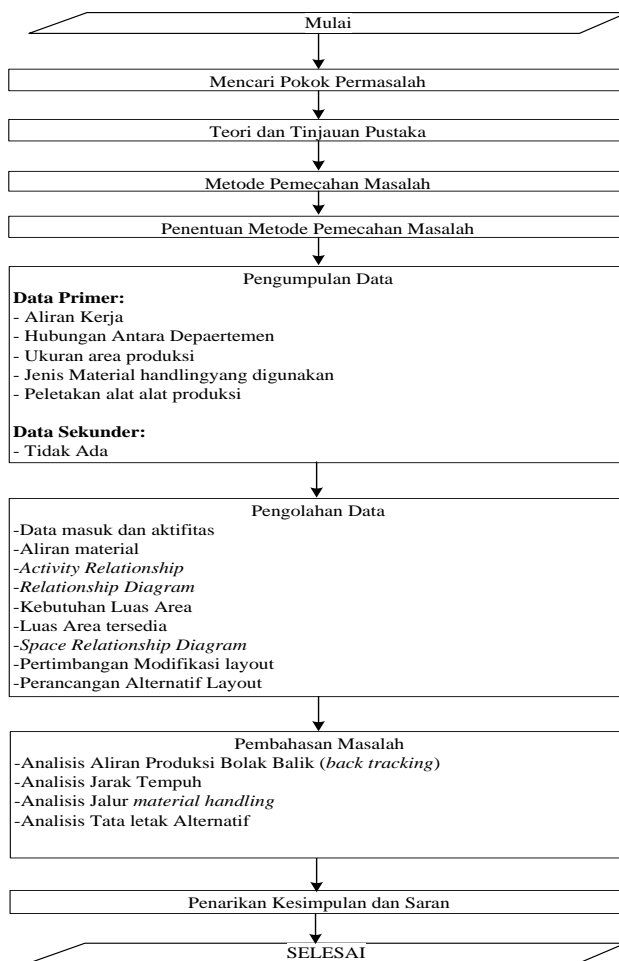 Mulai
Mencari Pokok Permasalah
Teori dan Tinjauan Pustaka
Metode Pemecahan Masalah
Penentuan Metode Pemecahan Masalah
Pengumpulan Data
Data Primer:
- Aliran Kerja
- Hubungan Antara Depaertemen
- Ukuran area produksi
- Jenis Material handlingyang digunakan
- Peletakan alat alat produksi
Data Sekunder:
- Tidak Ada
Pengolahan Data
-Data masuk dan aktifitas
-Aliran material
-Activity Relationship
-Relationship Diagram
-Kebutuhan Luas Area
-Luas Area tersedia
-Space Relationship Diagram
-Pertimbangan Modifikasi layout
-Perancangan Alternatif Layout
Pembahasan Masalah
-Analisis Aliran Produksi Bolak Balik (back tracking)
-Analisis Jarak Tempuh
-Analisis Jalur material handling
-Analisis Tata letak Alternatif
Penarikan Kesimpulan dan Saran
SELESAI